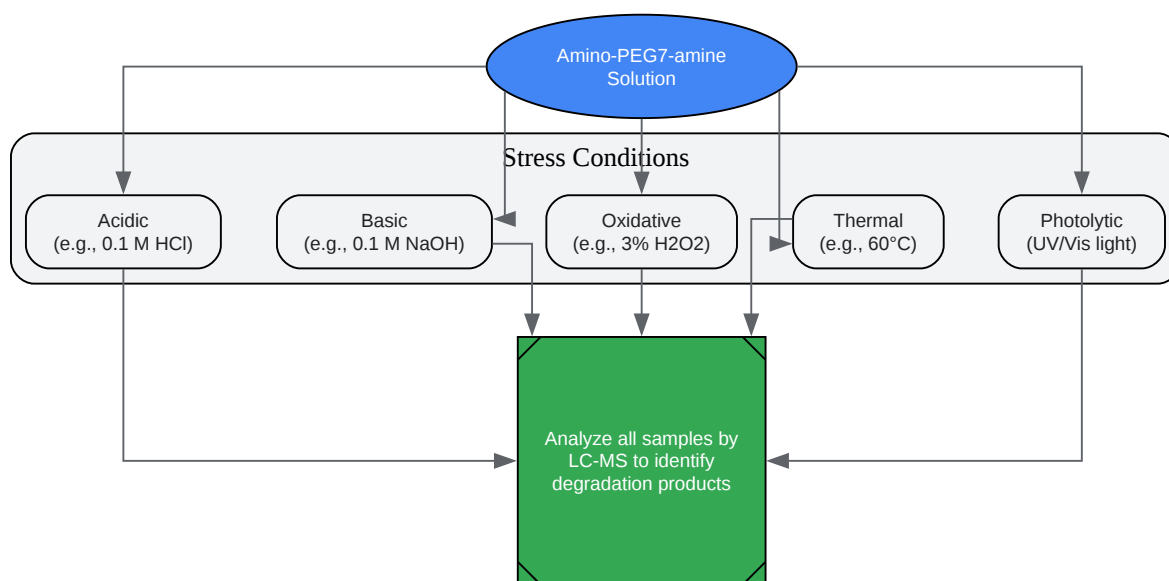 Amino-PEG7-amine
Solution
Stress Conditions
Acidic
(e.g., 0.1 M HCl)
Basic
(e.g., 0.1 M NaOH)
Oxidative
(e.g., 3% H2O2)
Thermal
(e.g., 60°C)
Photolytic
(UV/Vis light)
Analyze all samples by
LC-MS to identify
degradation products